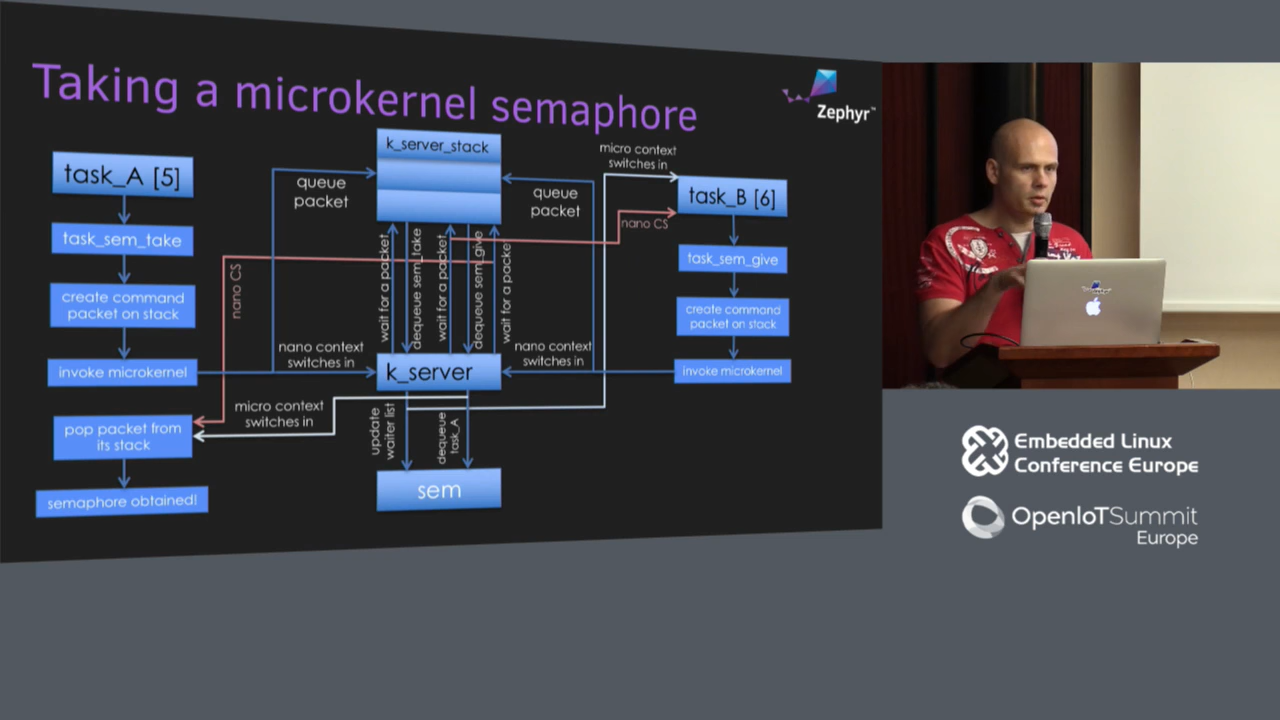 Taking a microkernel semaphore
Zephyr™
task_A [5]
task_sem_take
create command
packet on stack
invoke microkernel
pop packet from
its stack
semaphore obtained!
nano CS
queue
packet
nano context
switches in
micro context
switches in
k_server_stack
wait for a packet
dequeue sem_take
wait for a packet
dequeue sem_give
wait for a packe
k_server
update
waiter list
dequeue
task_A
sem
queue
packet
nano context
switches in
micro context
switches in
nano CS
task_B [6]
task_sem_give
create command
packet on stack
invoke microkernel
Embedded Linux
Conference Europe
OpenIoTSummit
Europe